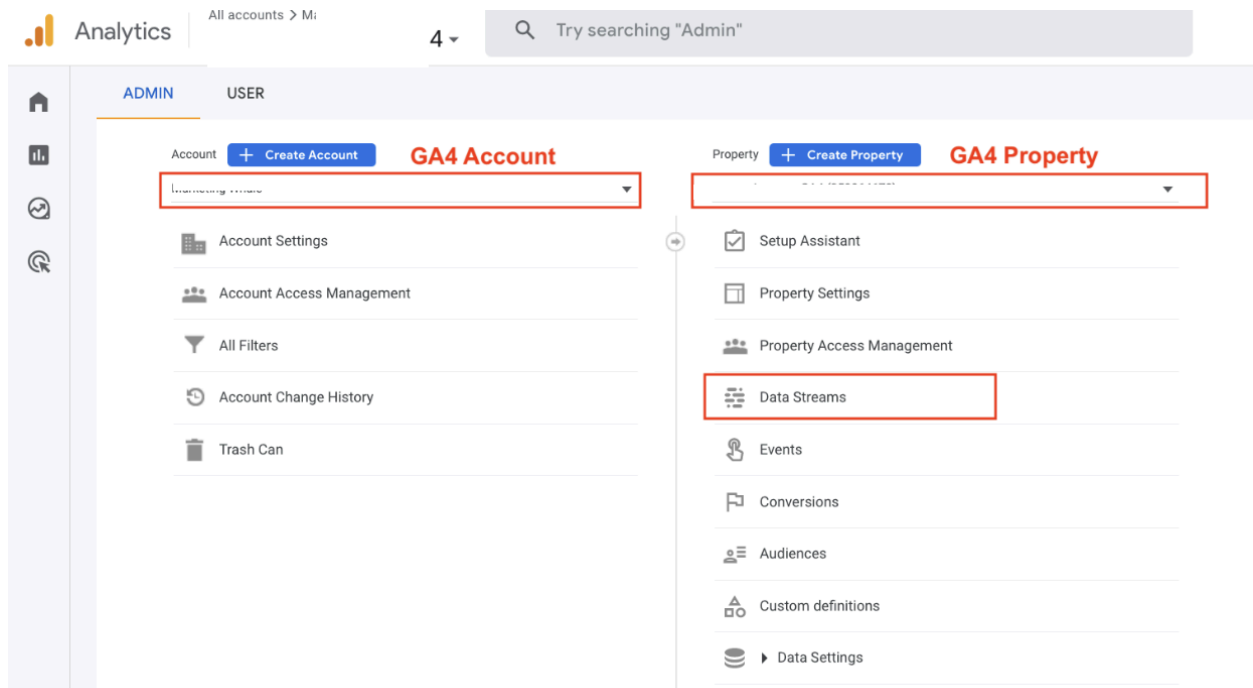 Analytics
All accounts > Ma
4
Try searching "Admin"
ADMIN
USER
Account
+ Create Account
GA4 Account
Account Settings
Account Access Management
All Filters
Account Change History
Trash Can
Property
+ Create Property
GA4 Property
Setup Assistant
Property Settings
Property Access Management
Data Streams
Events
Conversions
Audiences
Custom definitions
Data Settings